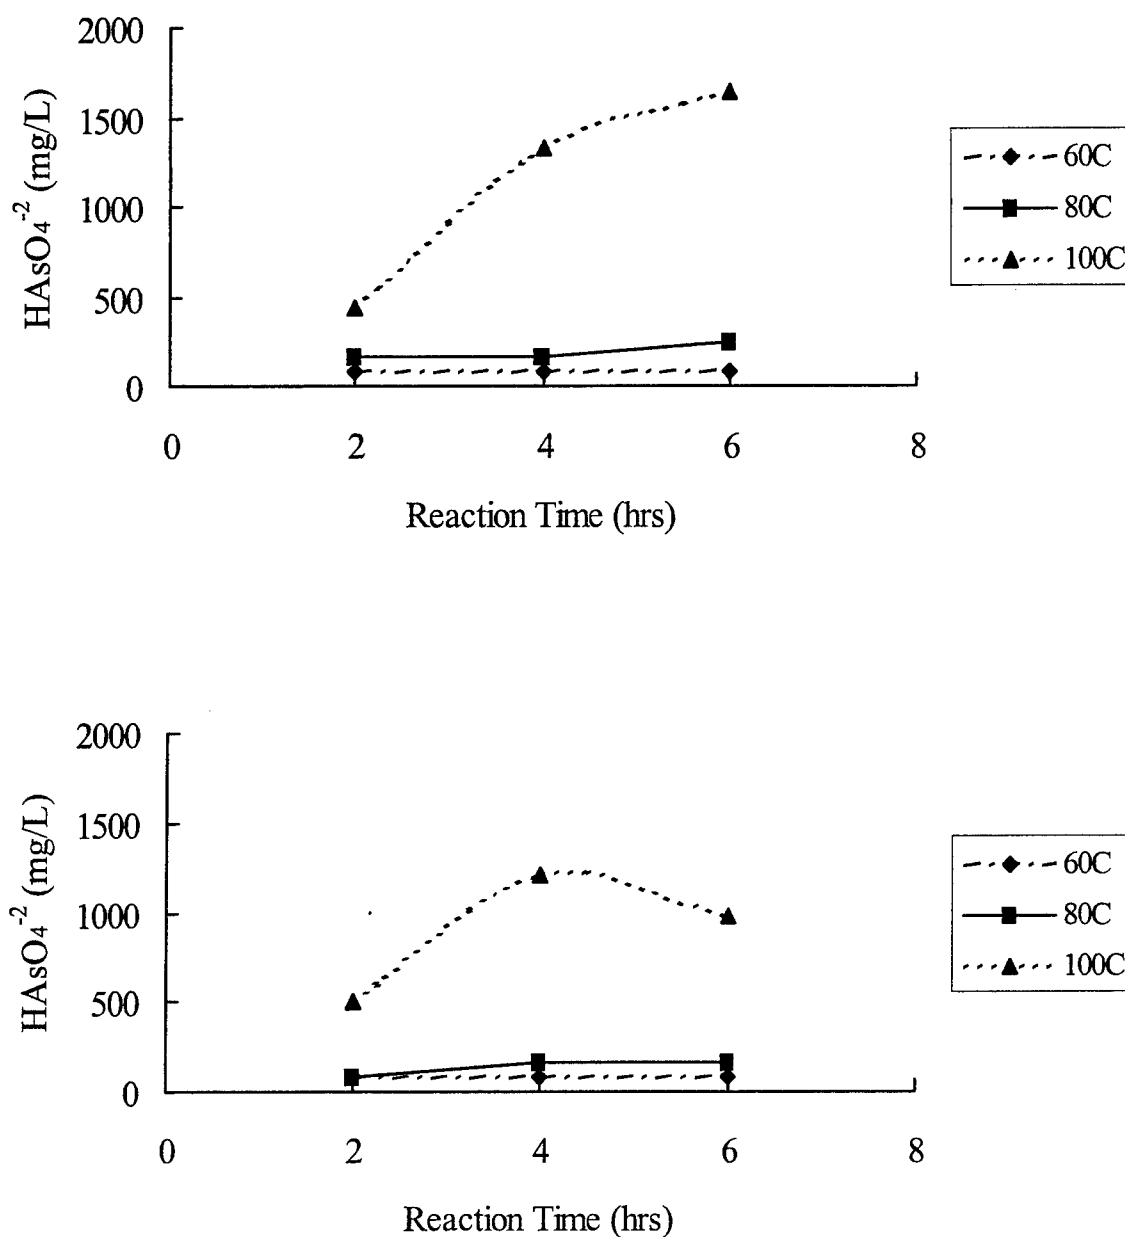 2000
1500
1000
500
0
HAsO4⁻² (mg/L)
0 2 4 6 8
Reaction Time (hrs)
60C
80C
100C
2000
1500
1000
500
0
HAsO4⁻² (mg/L)
0 2 4 6 8
Reaction Time (hrs)
60C
80C
100C